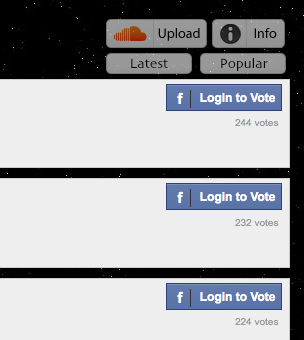 Upload Info
Latest Popular
f Login to Vote
244 votes
f Login to Vote
232 votes
f Login to Vote
224 votes